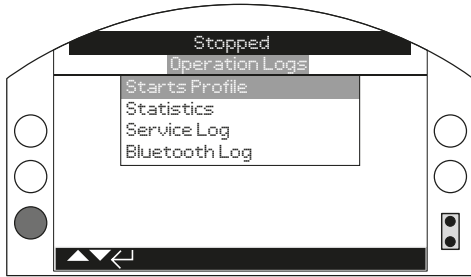 Stopped
Operation Logs
Starts Profile
Statistics
Service Log
Bluetooth Log